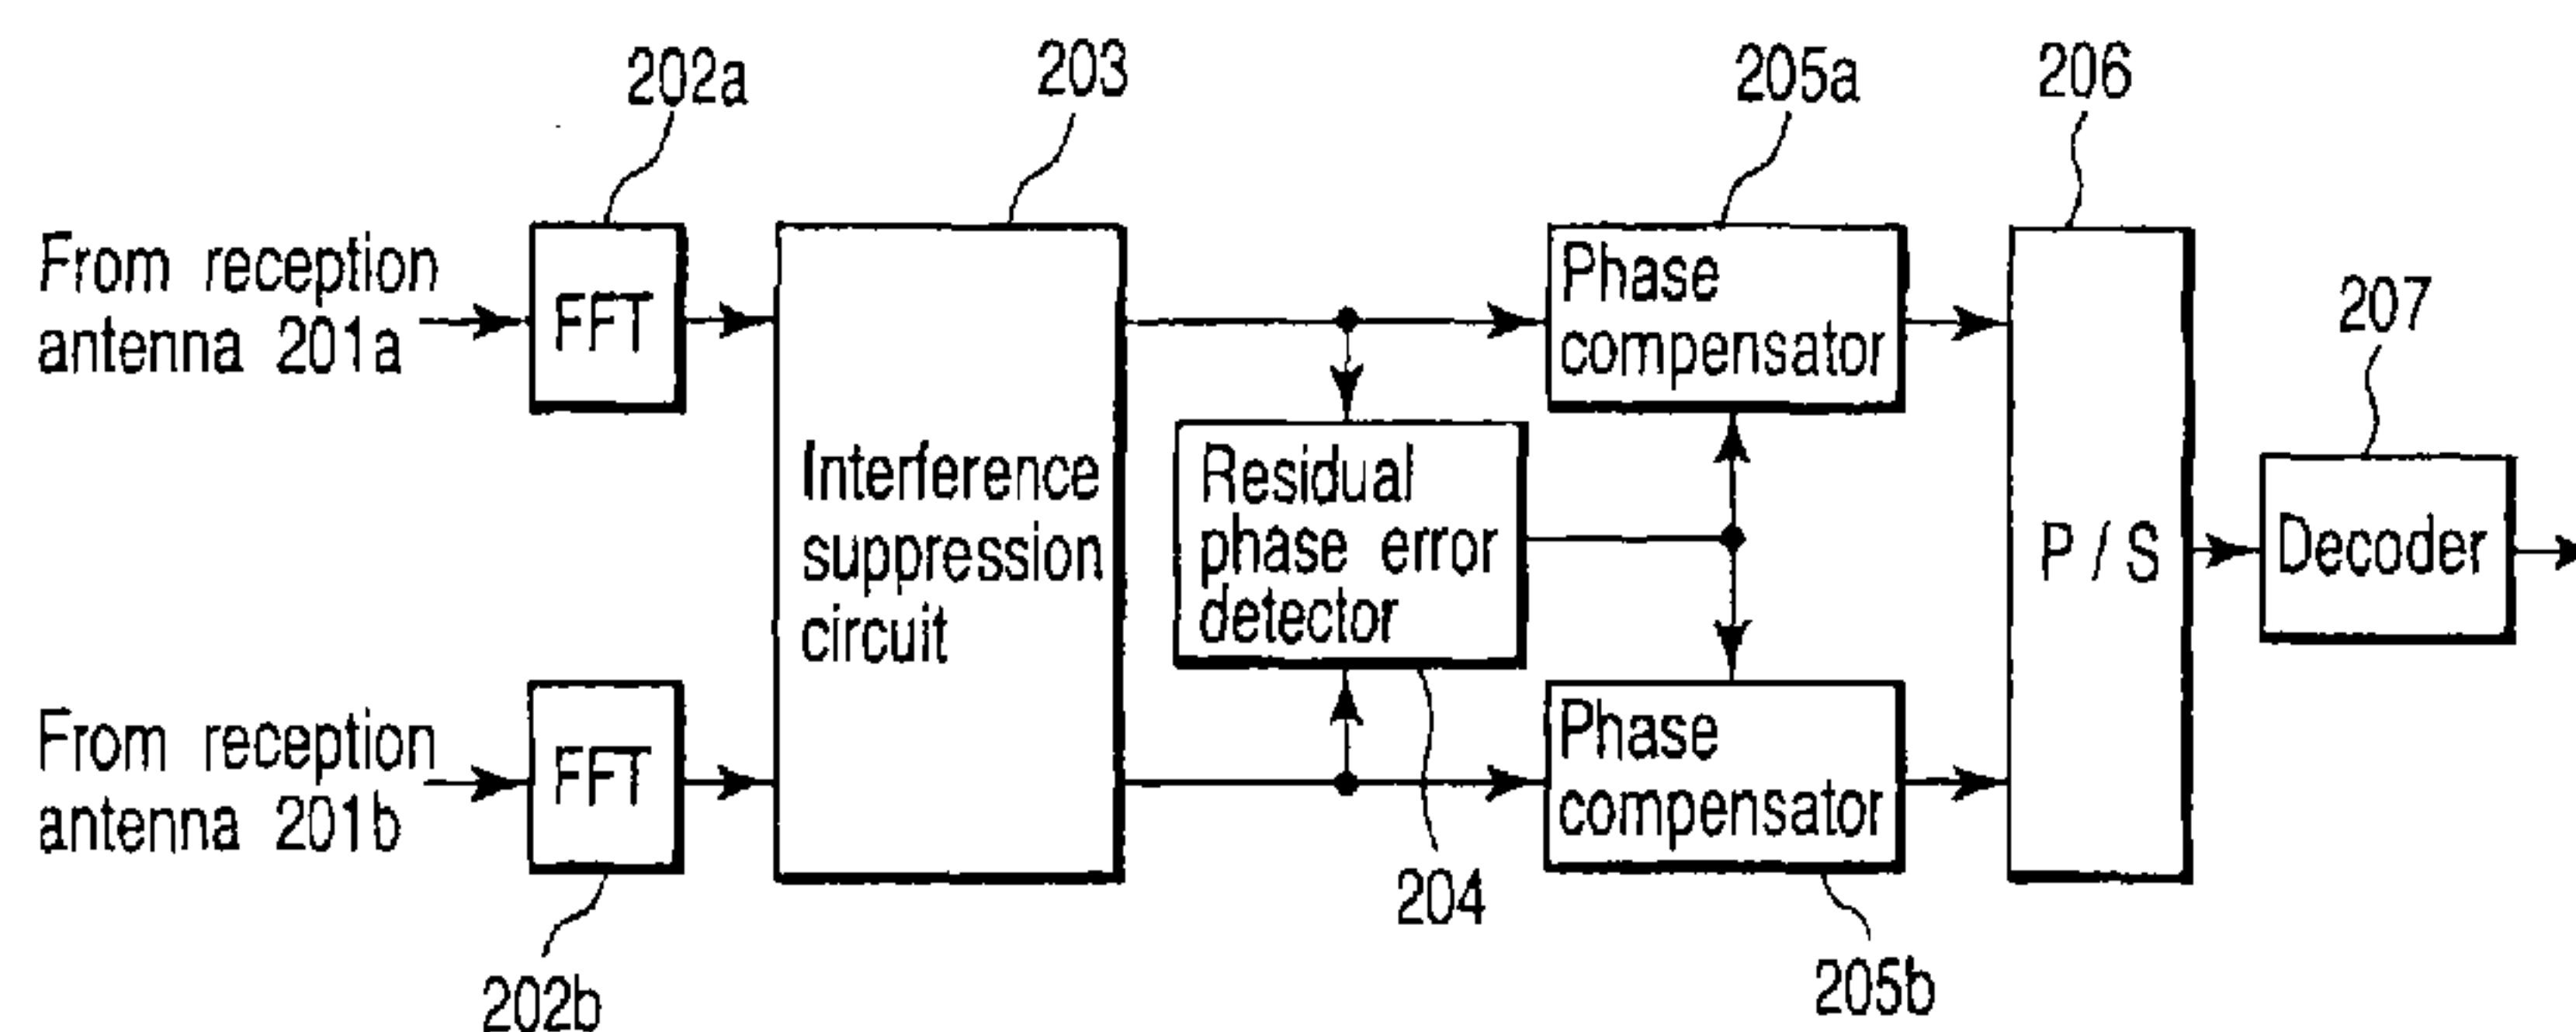 202a
203
205a
206
From reception
antenna 201a
FFT
Phase
compensator
207
Interference
suppression
circuit
Residual
phase error
detector
P / S
Decoder
From reception
antenna 201b
FFT
Phase
compensator
204
202b
205b